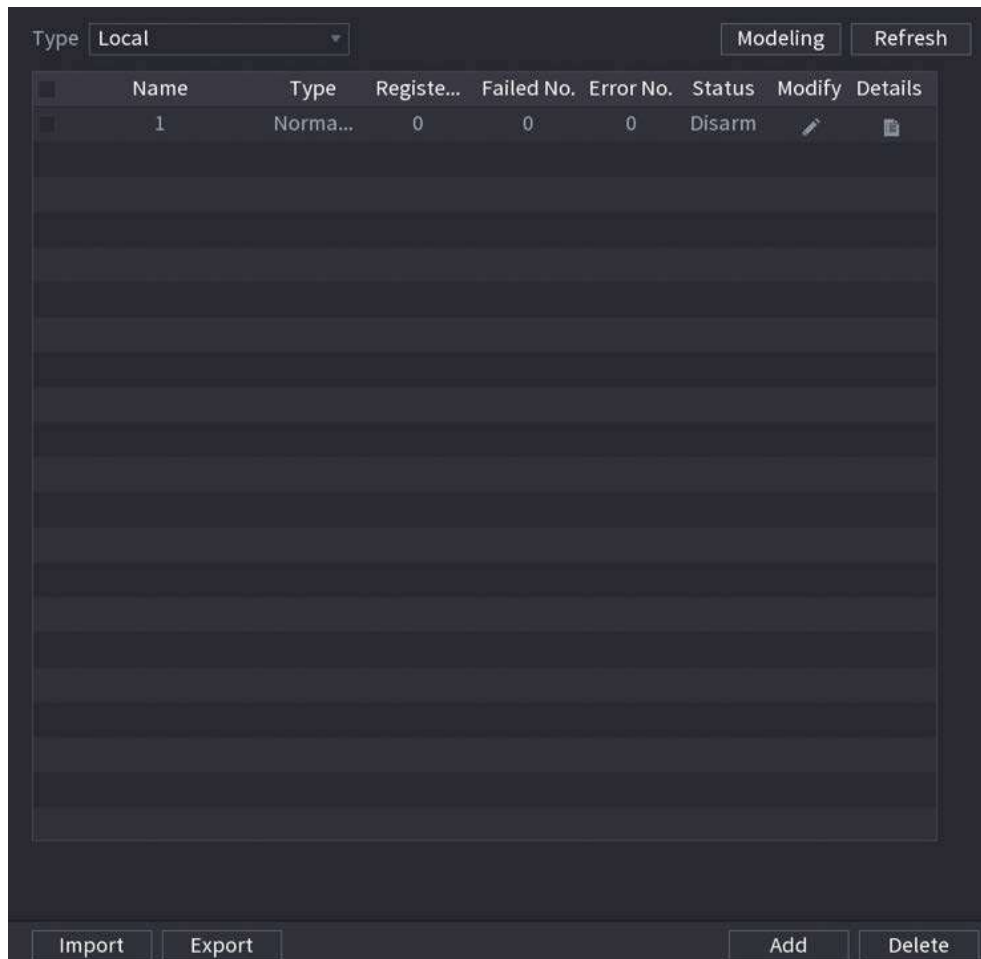 Type Local Modeling Refresh
Name Type Registe... Failed No. Error No. Status Modify Details
1 Norma... 0 0 0 Disarm
Import Export Add Delete